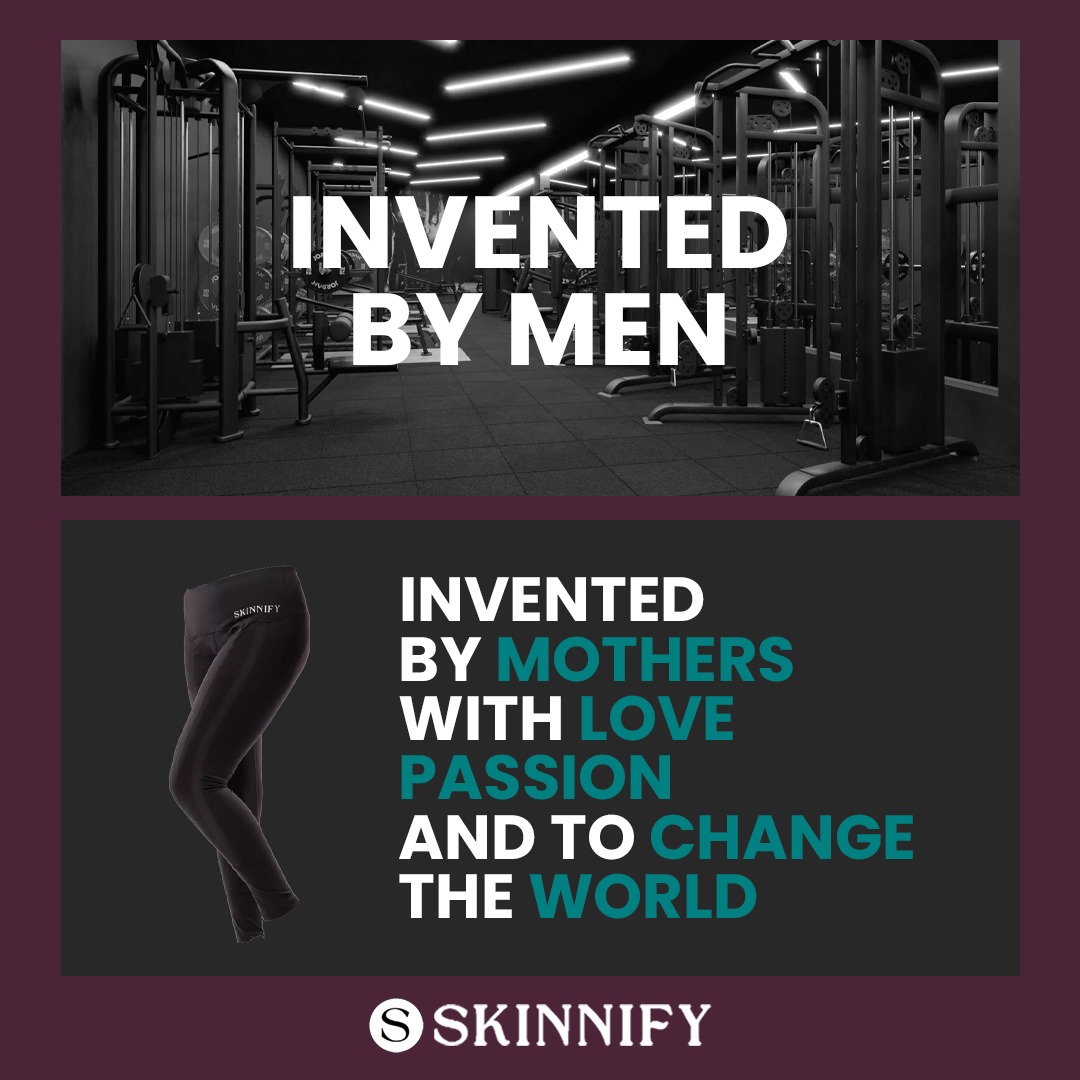 INVENTED
BY MEN
SKINNIFY
INVENTED
BY MOTHERS
WITH LOVE
PASSION
AND TO CHANGE
THE WORLD
S SKINNIFY